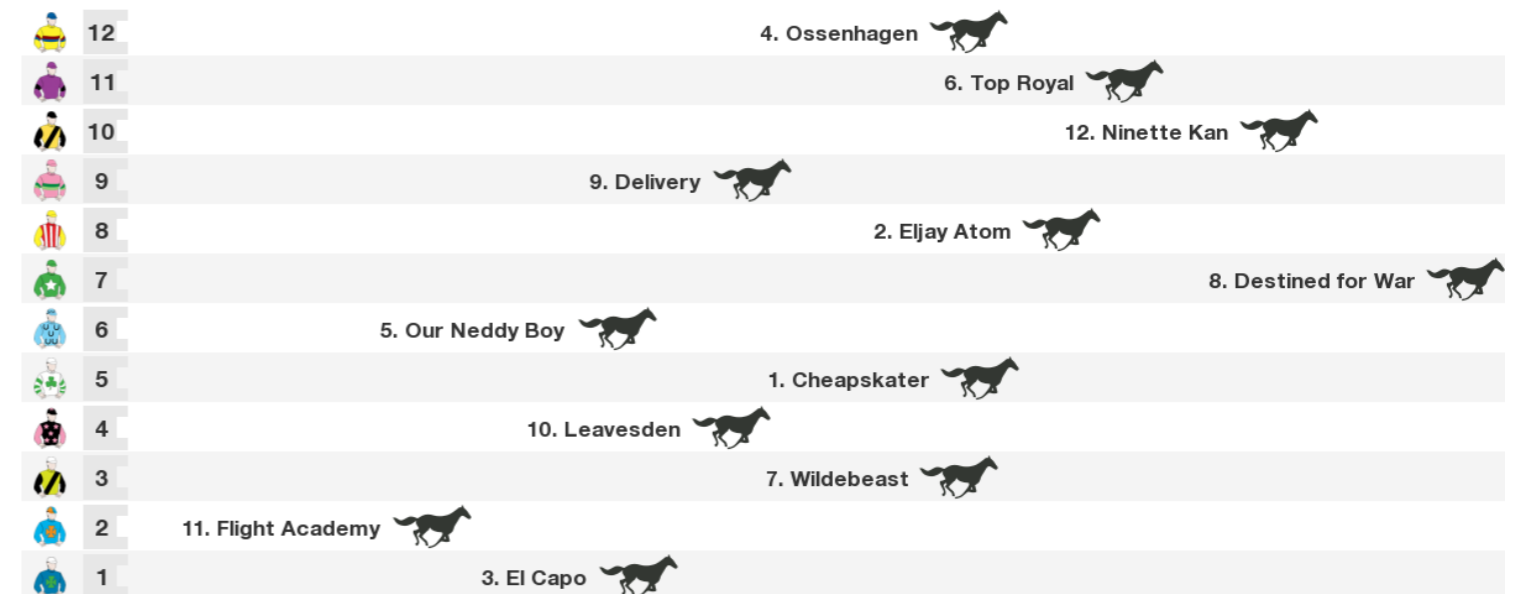 12 4. Ossenhagen
11 6. Top Royal
10 12. Ninette Kan
9 9. Delivery
8 2. Eljay Atom
7 8. Destined for War
6 5. Our Neddy Boy
5 1. Cheapskater
4 10. Leavesden
3 7. Wildebeast
2 11. Flight Academy
1 3. El Capo